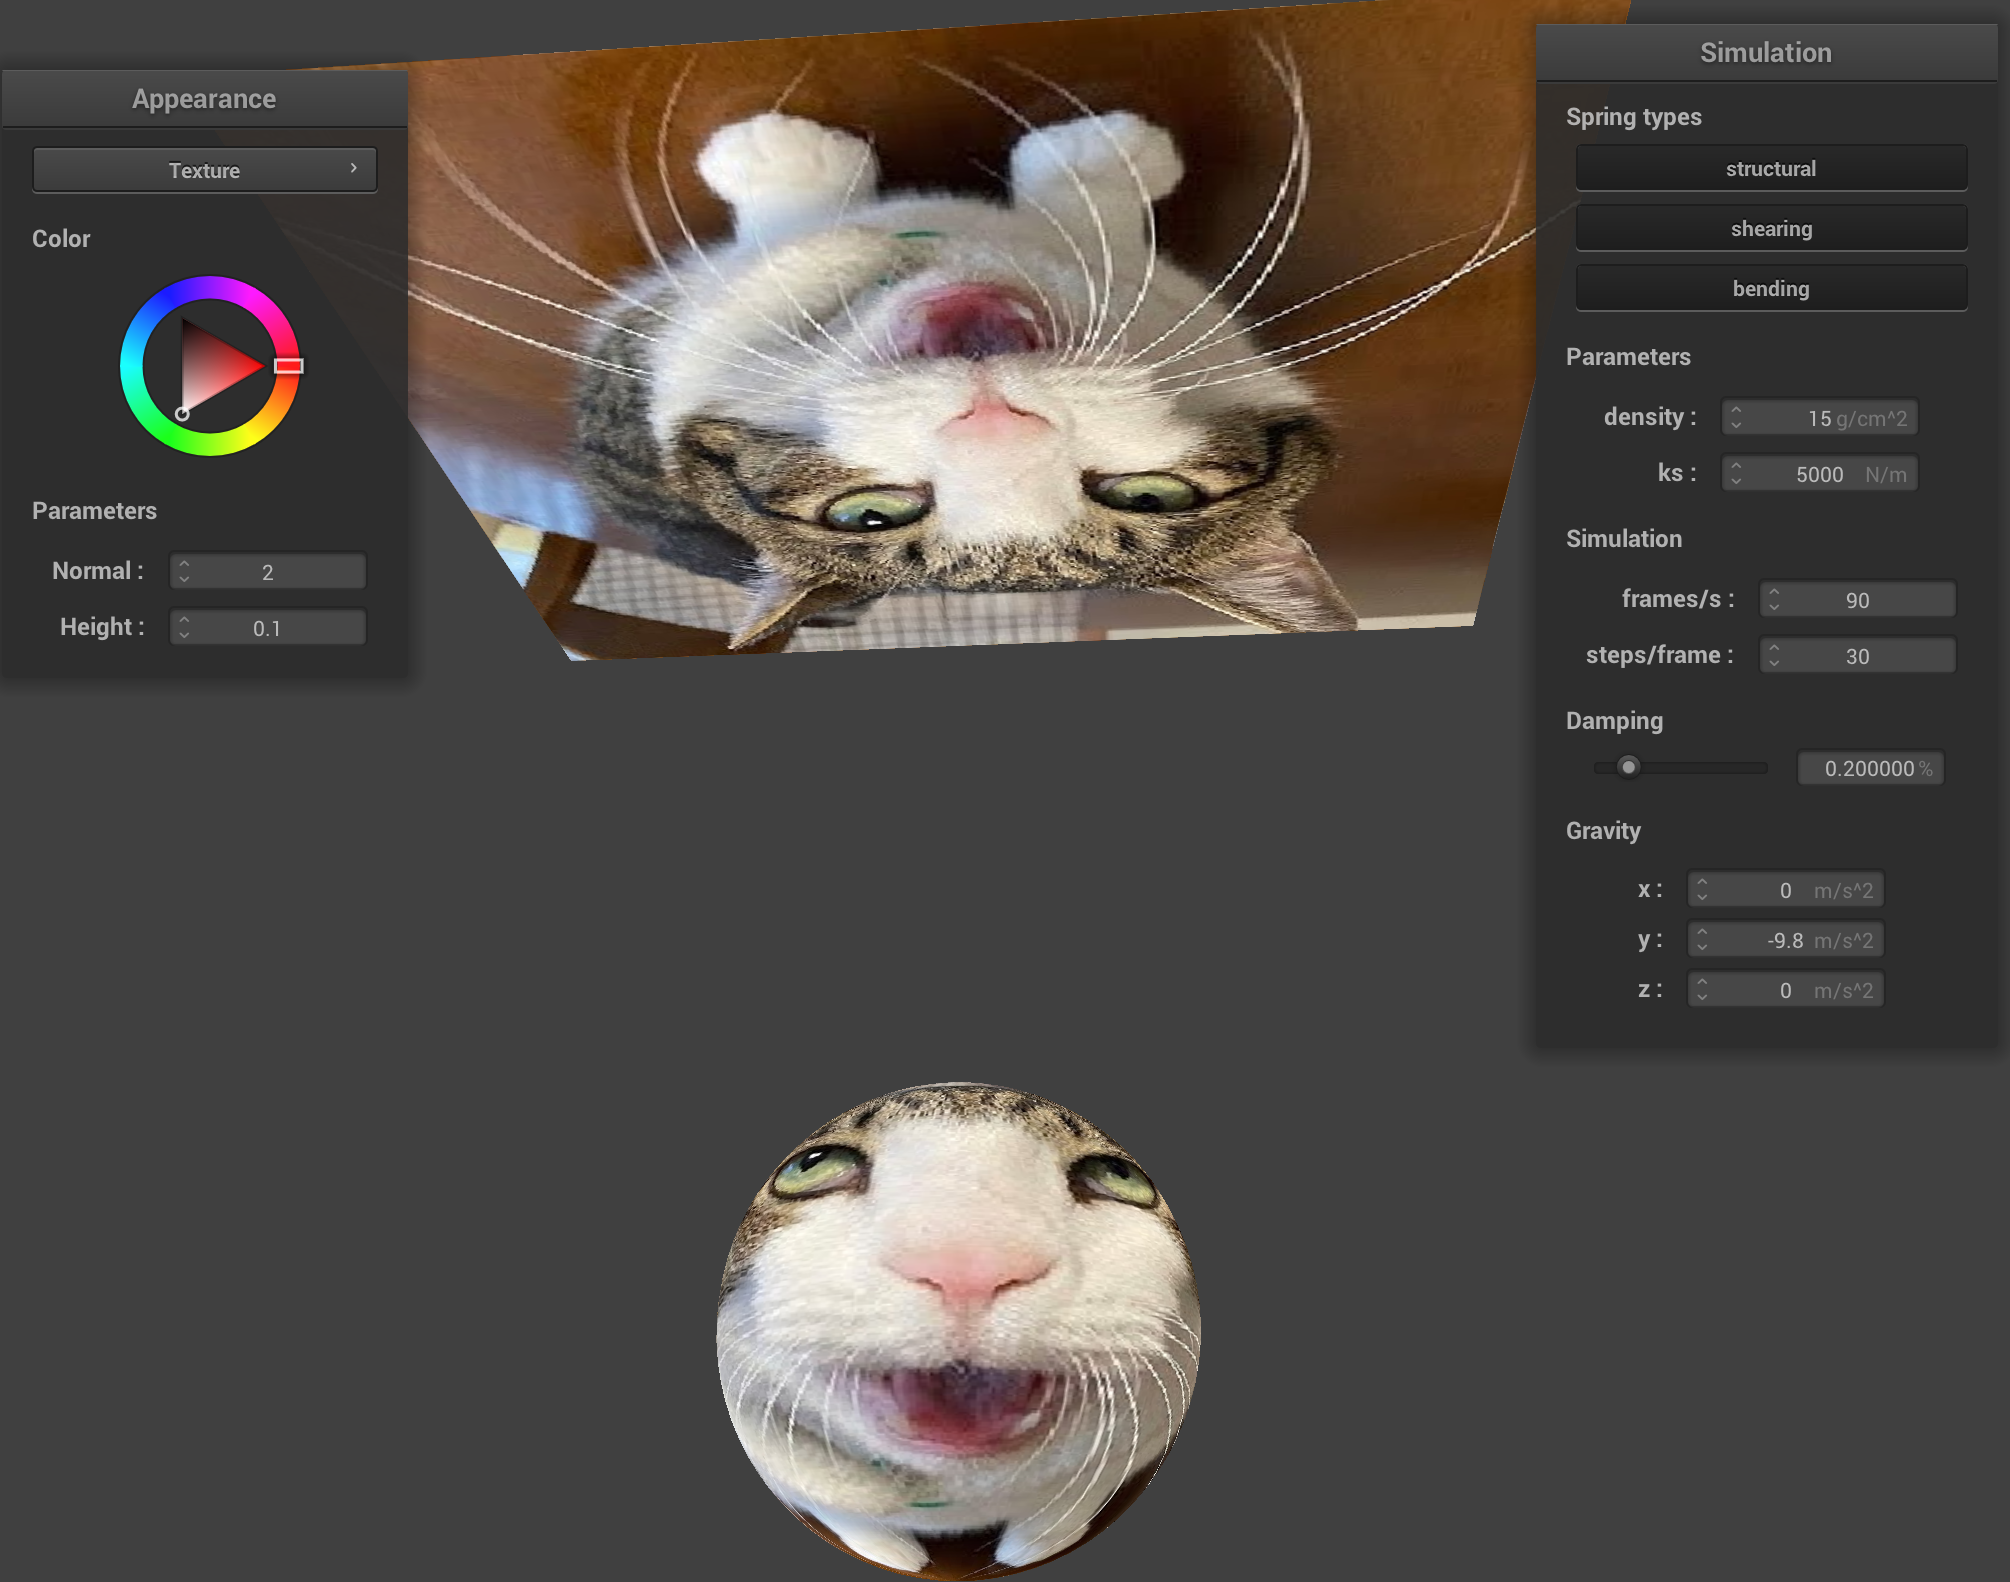 Appearance
Texture
Color
Parameters
Normal : 2
Height : 0.1
Simulation
Spring types
structural
shearing
bending
Parameters
density : 15 g/cm^2
ks : 5000 N/m
Simulation
frames/s : 90
steps/frame : 30
Damping
0.200000 %
Gravity
x : 0 m/s^2
y : -9.8 m/s^2
z : 0 m/s^2